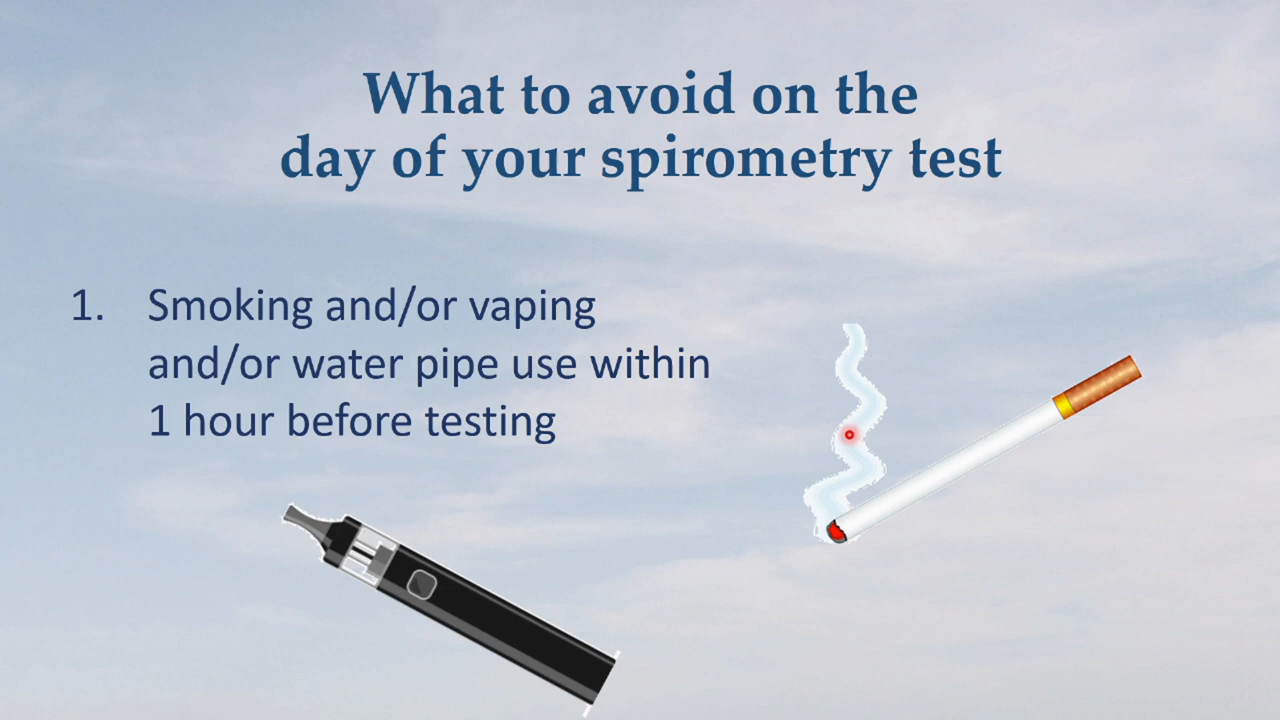 What to avoid on the
day of your spirometry test
1. Smoking and/or vaping
and/or water pipe use within
1 hour before testing